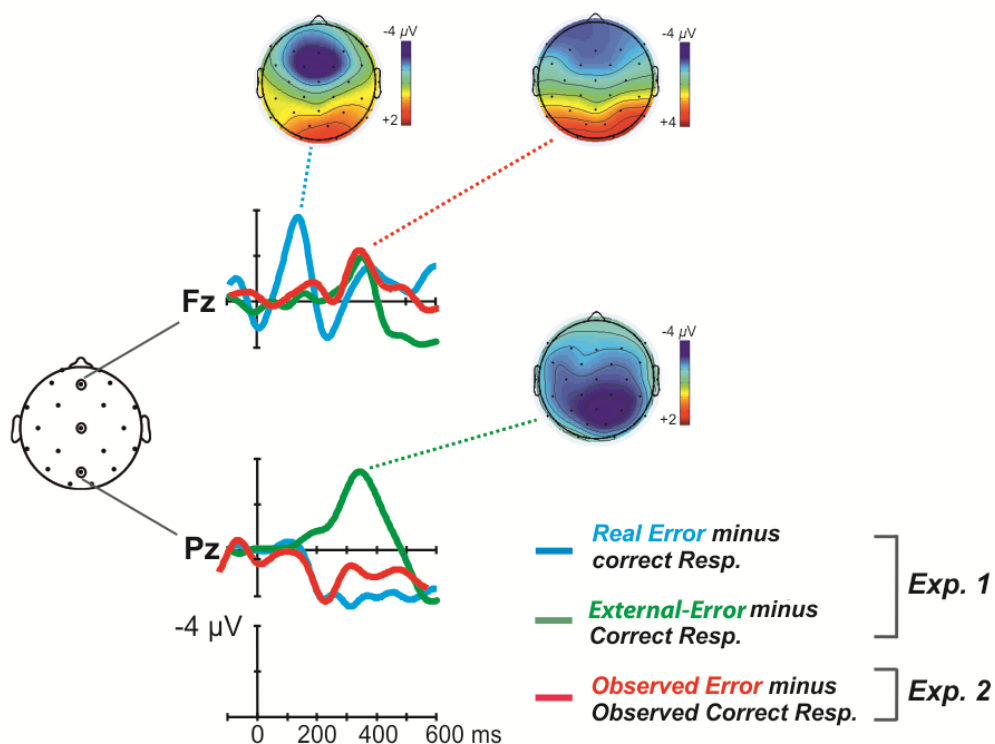 -4 µV
+2
-4 µV
+4
Fz
-4 µV
+2
Pz
-4 µV
0 200 400 600 ms
Real Error minus
correct Resp.
External-Error minus
Correct Resp.
Exp. 1
Observed Error minus
Observed Correct Resp.
Exp. 2